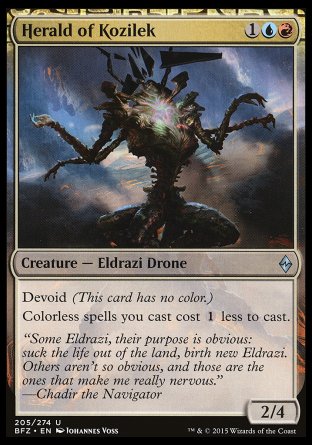 Herald of Kozilek 1
Creature — Eldrazi Drone
Devoid (This card has no color.)
Colorless spells you cast cost 1 less to cast.
“Some Eldrazi, their purpose is obvious:
suck the life out of the land, birth new Eldrazi.
Others aren’t so obvious, and those are the
ones that make me really nervous.”
—Chadir the Navigator
2/4
205/274 U
BFZ • EN Johannes Voss
™ & © 2015 Wizards of the Coast